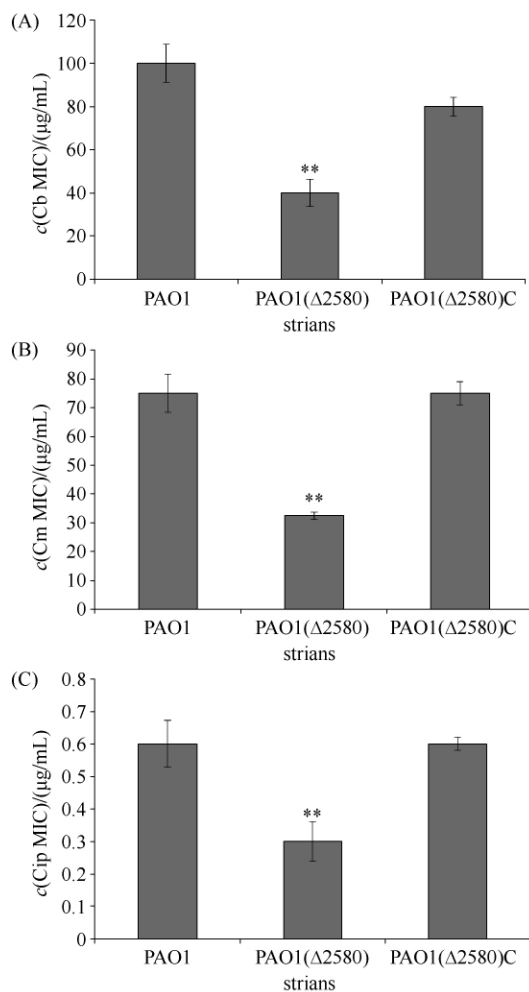 (A)
c(Cb MIC)/(μg/mL)
120
100
80
60
40
20
0
**
PAO1 PAO1(Δ2580) PAO1(Δ2580)C
strians
(B)
c(Cm MIC)/(μg/mL)
90
80
70
60
50
40
30
20
10
0
**
PAO1 PAO1(Δ2580) PAO1(Δ2580)C
strians
(C)
c(Cip MIC)/(μg/mL)
0.8
0.7
0.6
0.5
0.4
0.3
0.2
0.1
0
**
PAO1 PAO1(Δ2580) PAO1(Δ2580)C
strians